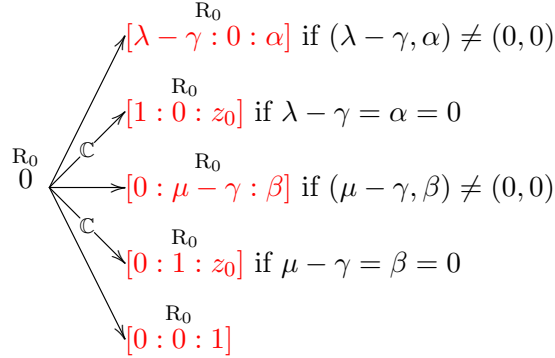 R₀
[λ − γ : 0 : α] if (λ − γ, α) ≠ (0, 0)
R₀
[1 : 0 : z₀] if λ − γ = α = 0
ℂ
R₀
R₀
0
[0 : μ − γ : β] if (μ − γ, β) ≠ (0, 0)
ℂ
R₀
[0 : 1 : z₀] if μ − γ = β = 0
R₀
[0 : 0 : 1]